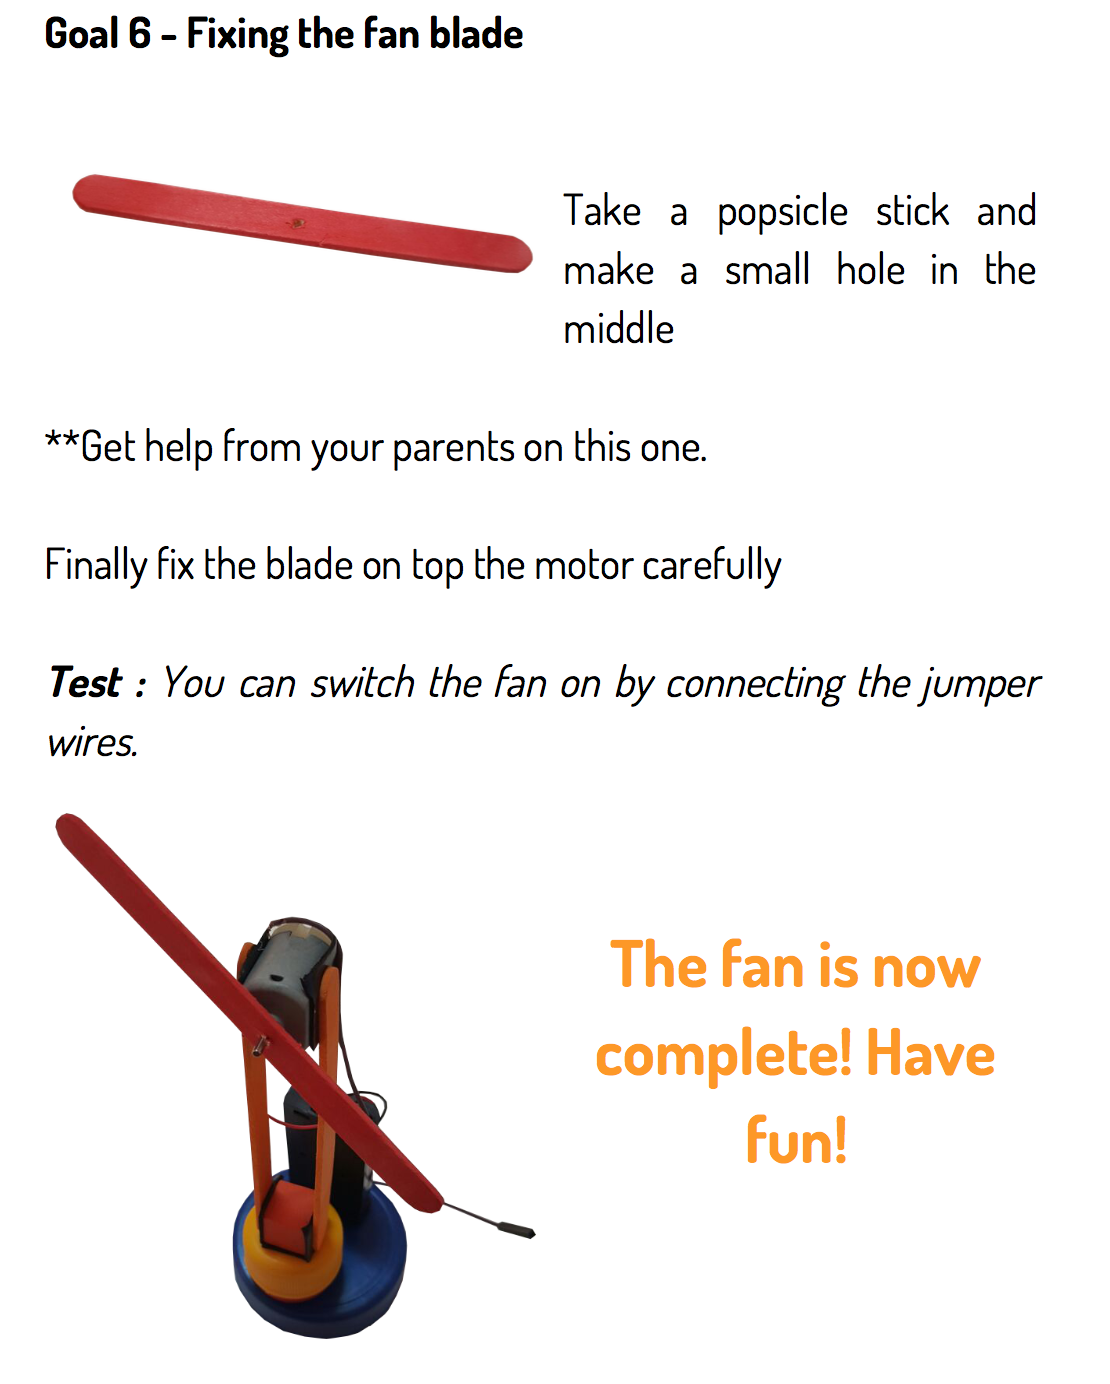 Goal 6 - Fixing the fan blade
Take a popsicle stick and
make a small hole in the
middle
**Get help from your parents on this one.
Finally fix the blade on top the motor carefully
Test : You can switch the fan on by connecting the jumper
wires.
The fan is now
complete! Have
fun!